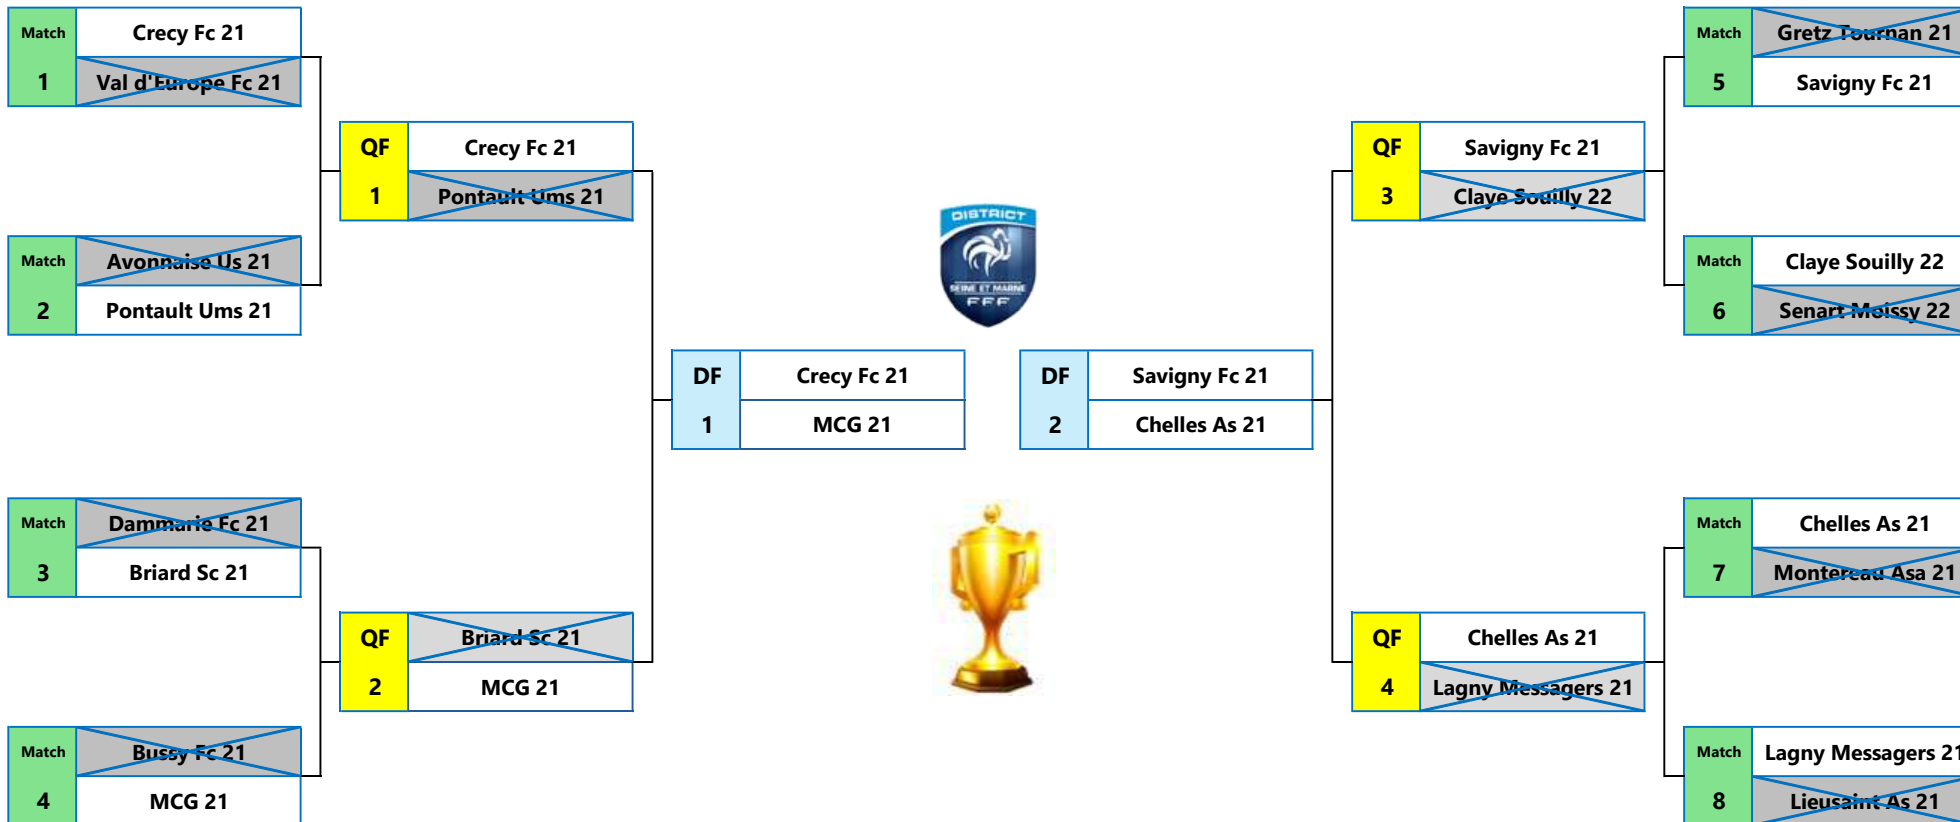 Match
1
Crecy Fc 21
Val d'Europe Fc 21
Match
2
Avonnaise Us 21
Pontault Ums 21
Match
3
Dammarie Fc 21
Briard Sc 21
Match
4
Bussy Fc 21
MCG 21
QF
1
Crecy Fc 21
Pontault Ums 21
QF
2
Briard Sc 21
MCG 21
DF
1
Crecy Fc 21
MCG 21
DISTRICT
SEINE ET MARNE
FFF
DF
2
Savigny Fc 21
Chelles As 21
QF
3
Savigny Fc 21
Claye Souilly 22
QF
4
Chelles As 21
Lagny Messagers 21
Match
5
Gretz Tournan 21
Savigny Fc 21
Match
6
Claye Souilly 22
Senart Moissy 22
Match
7
Chelles As 21
Montereau Asa 21
Match
8
Lagny Messagers 21
Lieusaint As 21